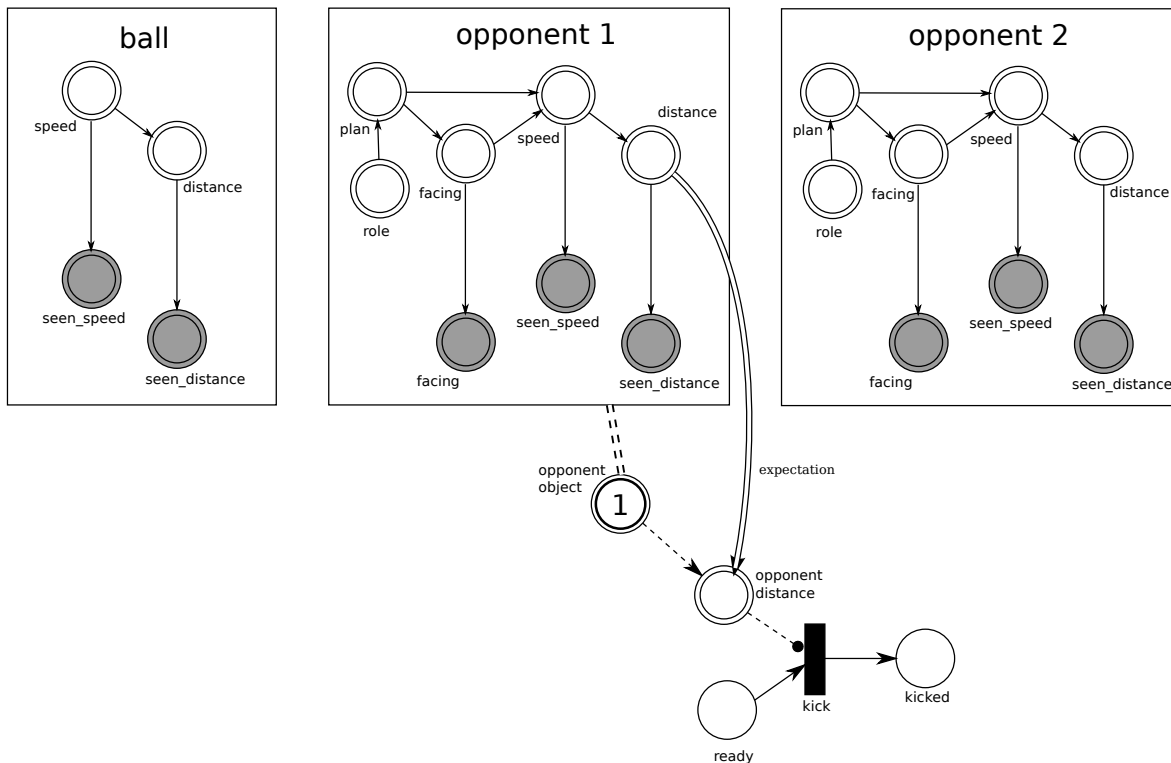 ball
speed
distance
seen_speed
seen_distance
opponent 1
plan
speed
distance
facing
role
seen_speed
facing
seen_distance
opponent 2
plan
speed
facing
distance
role
seen_speed
facing
seen_distance
opponent
object
1
expectation
opponent
distance
kick
kicked
ready